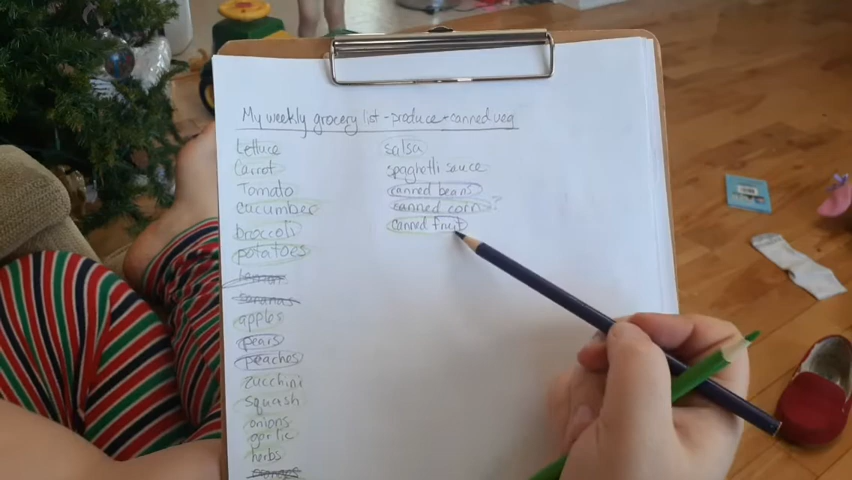 My weekly grocery list - produce + canned veg
Lettuce
Carrot
Tomato
cucumber
broccoli
potatoes
bananas
apples
pears
peaches
zucchini
squash
onions
garlic
herbs
salsa
spaghetti sauce
canned beans
canned corn ?
canned fruit